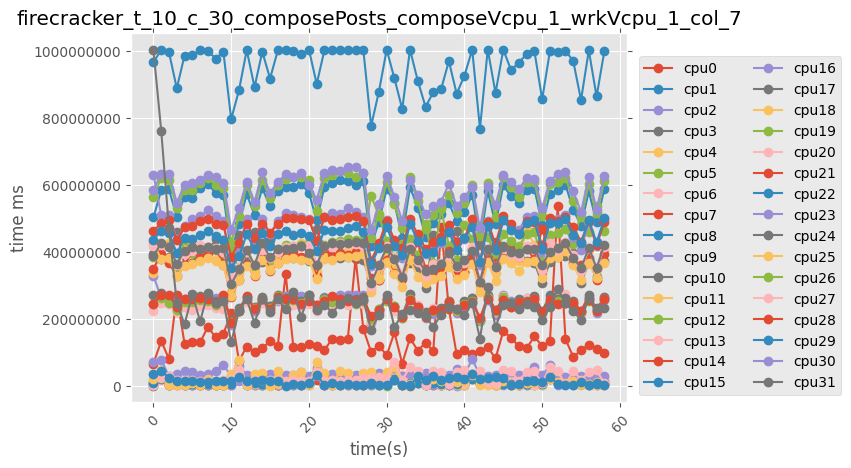 firecracker_t_10_c_30_composePosts_composeVcpu_1_wrkVcpu_1_col_7
1000000000
800000000
600000000
400000000
200000000
0
time ms
0
10
20
30
40
50
60
time(s)
cpu0
cpu1
cpu2
cpu3
cpu4
cpu5
cpu6
cpu7
cpu8
cpu9
cpu10
cpu11
cpu12
cpu13
cpu14
cpu15
cpu16
cpu17
cpu18
cpu19
cpu20
cpu21
cpu22
cpu23
cpu24
cpu25
cpu26
cpu27
cpu28
cpu29
cpu30
cpu31